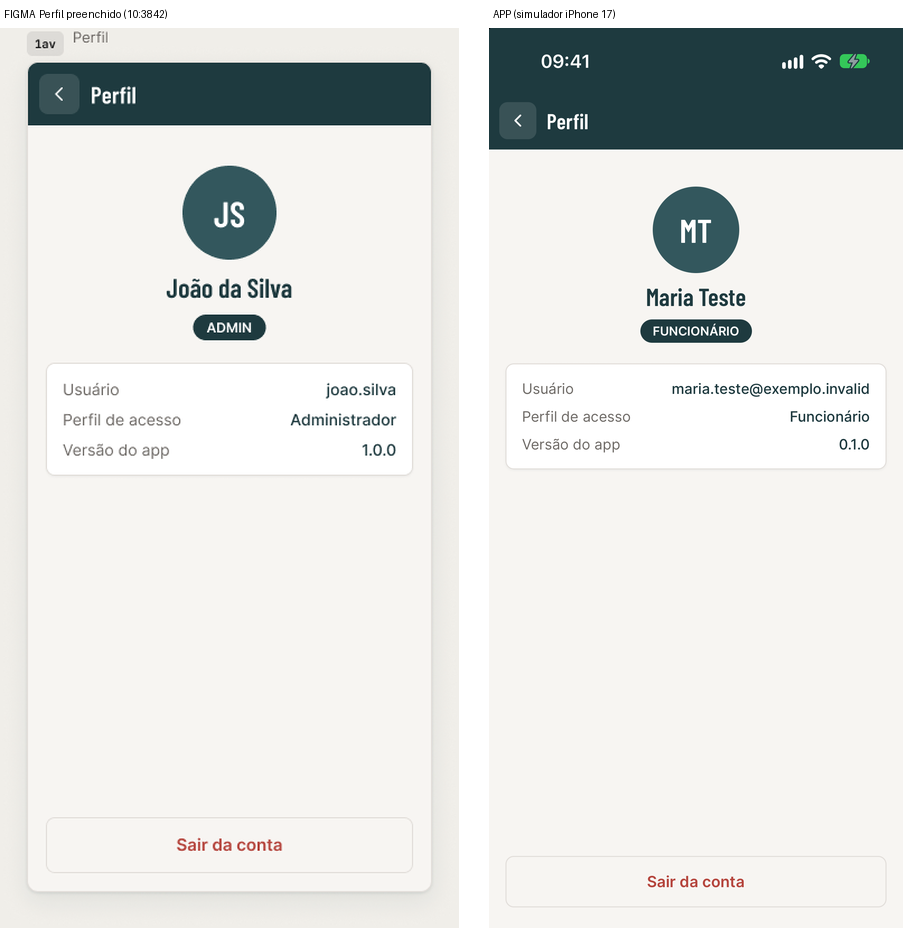 FIGMA Perfil preenchido (10:3842)
1av Perfil
Perfil
JS
João da Silva
ADMIN
Usuário joao.silva
Perfil de acesso Administrador
Versão do app 1.0.0
Sair da conta
APP (simulador iPhone 17)
09:41
Perfil
MT
Maria Teste
FUNCIONÁRIO
Usuário maria.teste@exemplo.invalid
Perfil de acesso Funcionário
Versão do app 0.1.0
Sair da conta